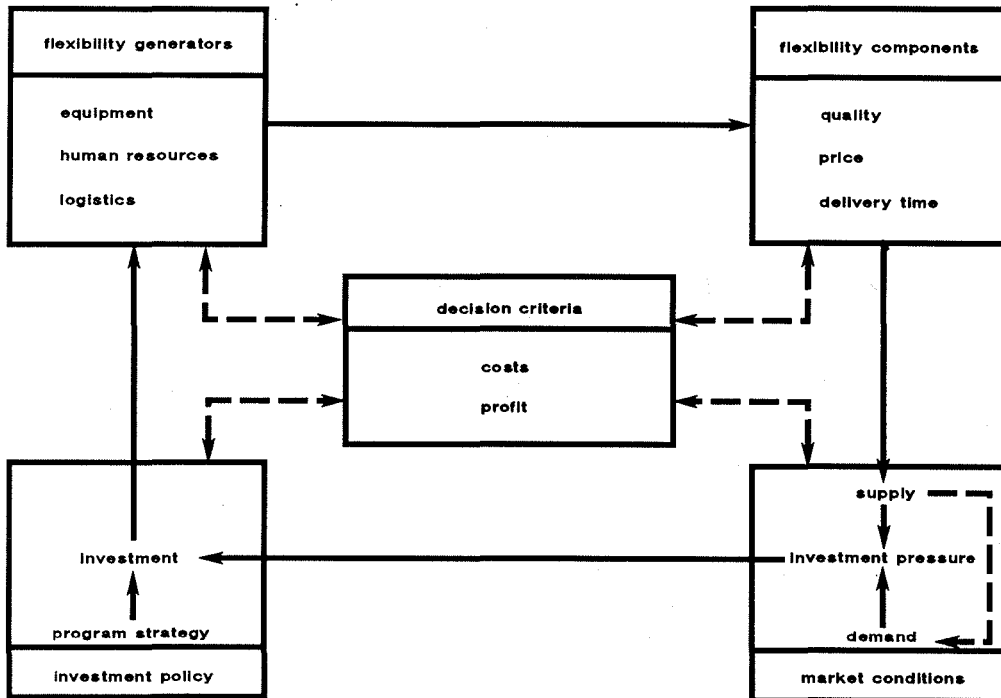 flexibility generators
equipment
human resources
logistics
flexibility components
quality
price
delivery time
decision criteria
costs
profit
investment
program strategy
investment policy
supply
investment pressure
demand
market conditions